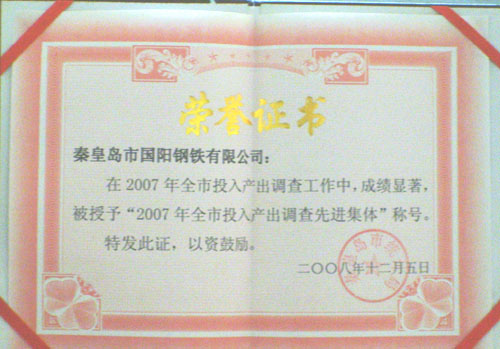 荣誉证书
秦皇岛市国阳钢铁有限公司：
在2007年全市投入产出调查工作中，成绩显著，
被授予“2007年全市投入产出调查先进集体”称号。
特发此证，以资鼓励。
二〇〇八年十二月五日